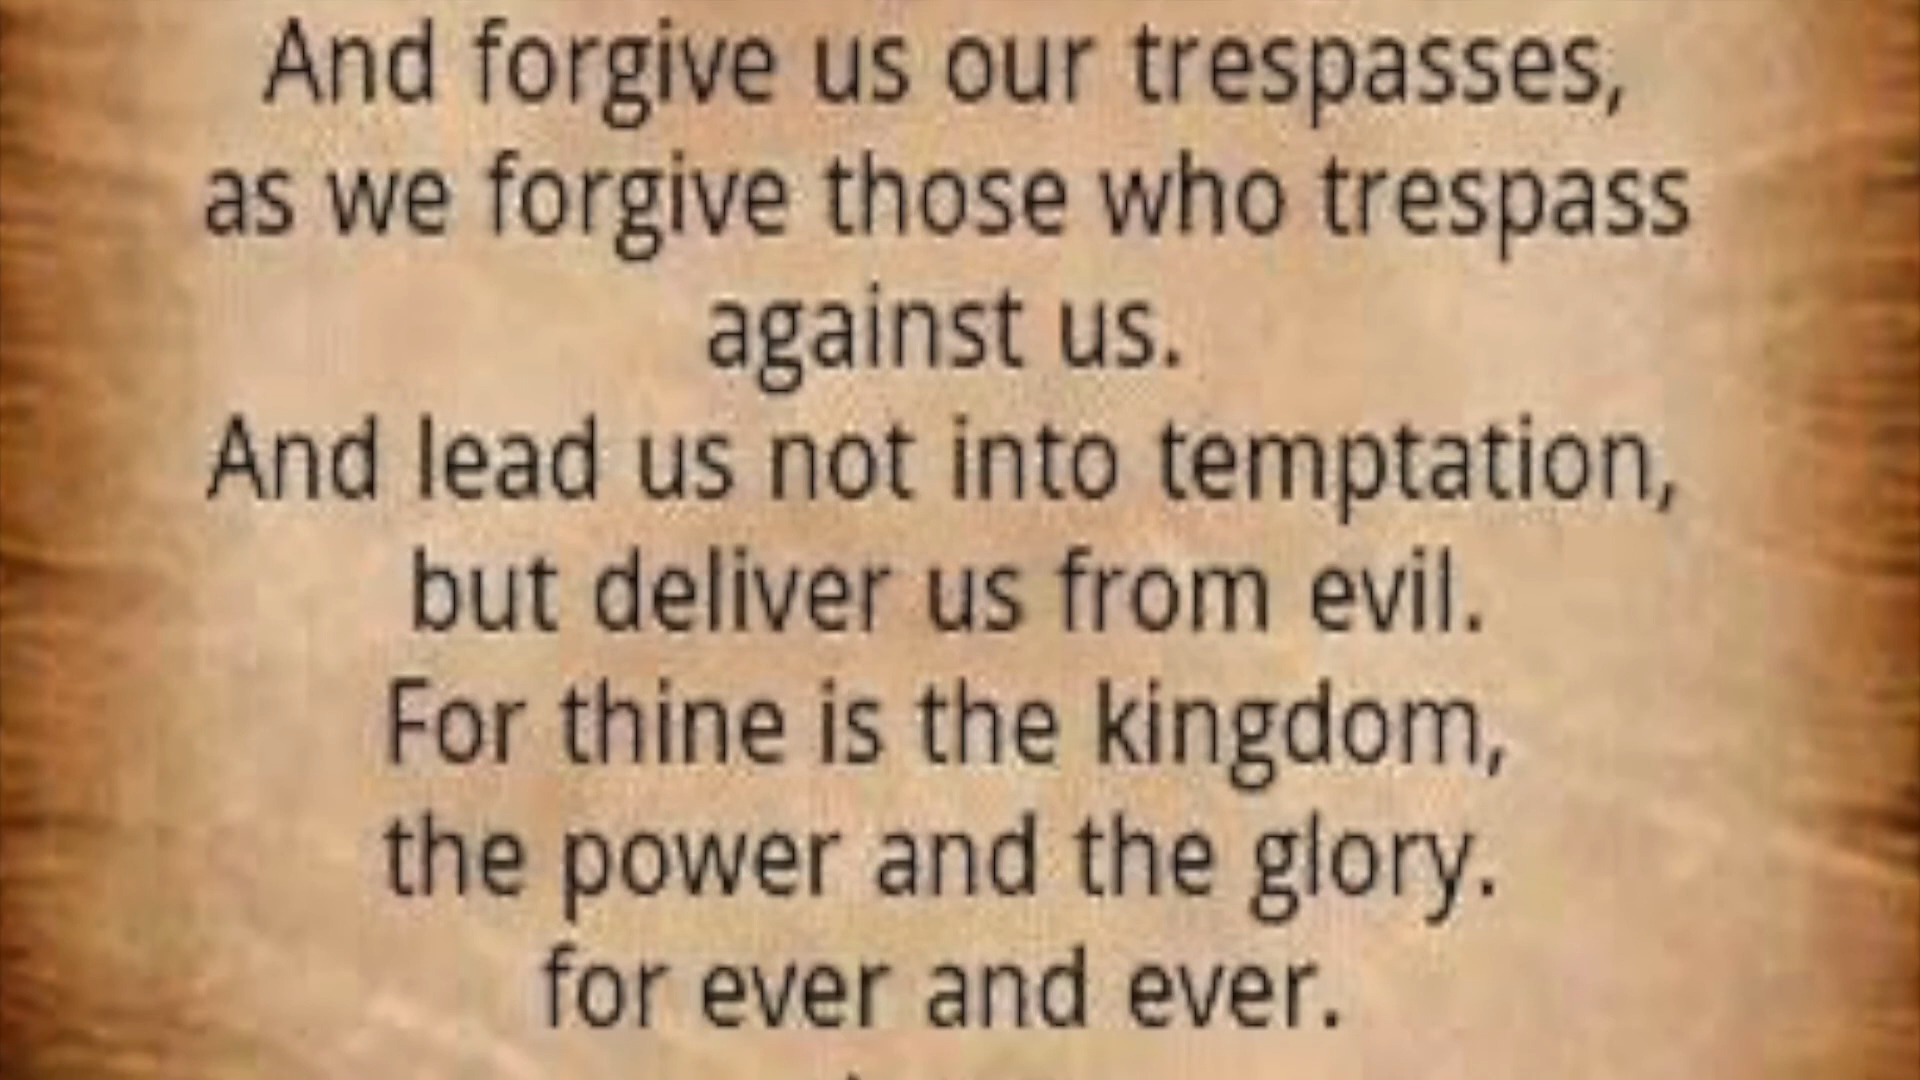 And forgive us our trespasses,
as we forgive those who trespass
against us.
And lead us not into temptation,
but deliver us from evil.
For thine is the kingdom,
the power and the glory.
for ever and ever.